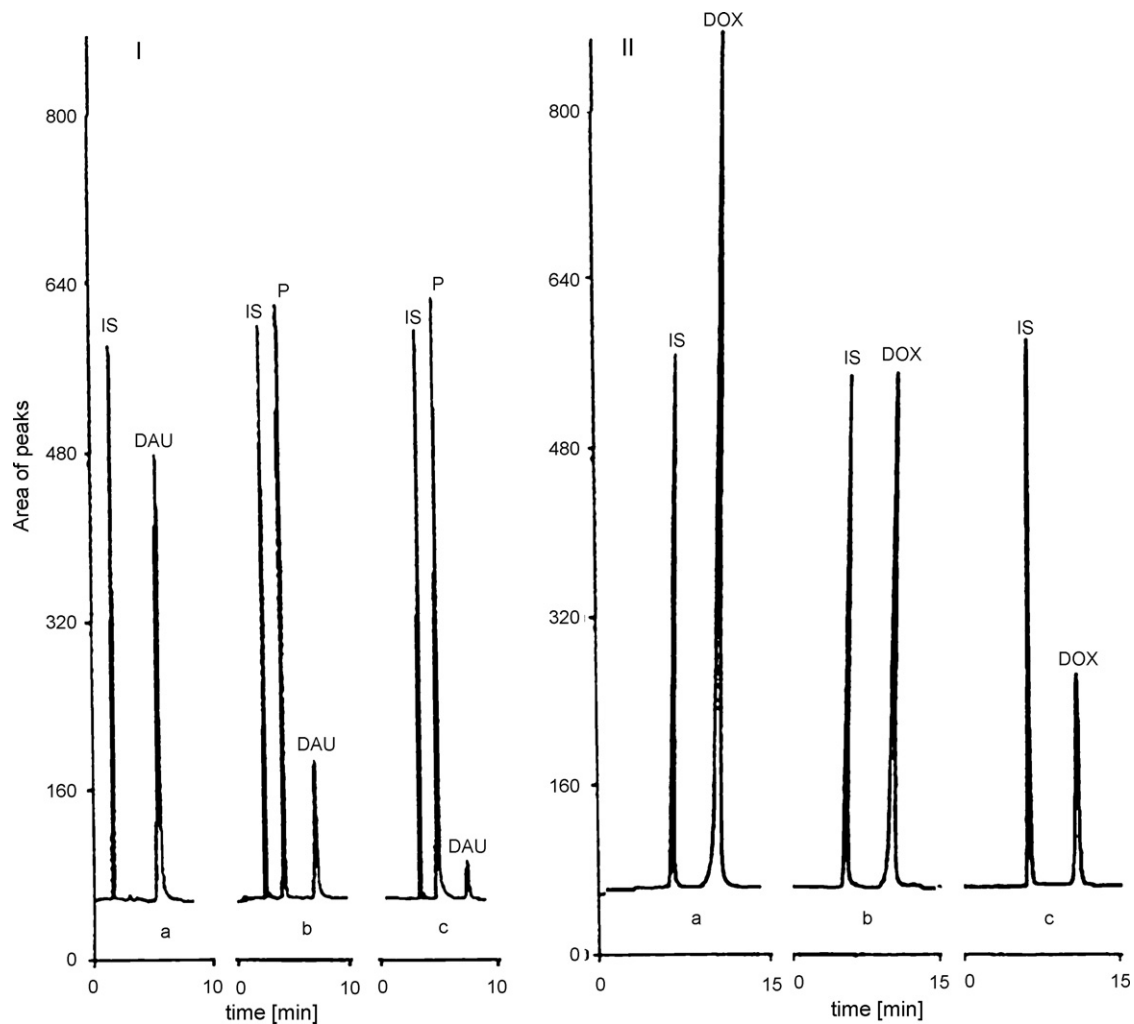 I
800
640
480
320
160
0
Area of peaks
IS
DAU
a
0 10
IS
P
DAU
b
0 10
IS
P
DAU
c
0 10
time [min]
II
800
640
480
320
160
0
IS
DOX
a
0 15
IS
DOX
b
0 15
IS
DOX
c
0 15
time [min]